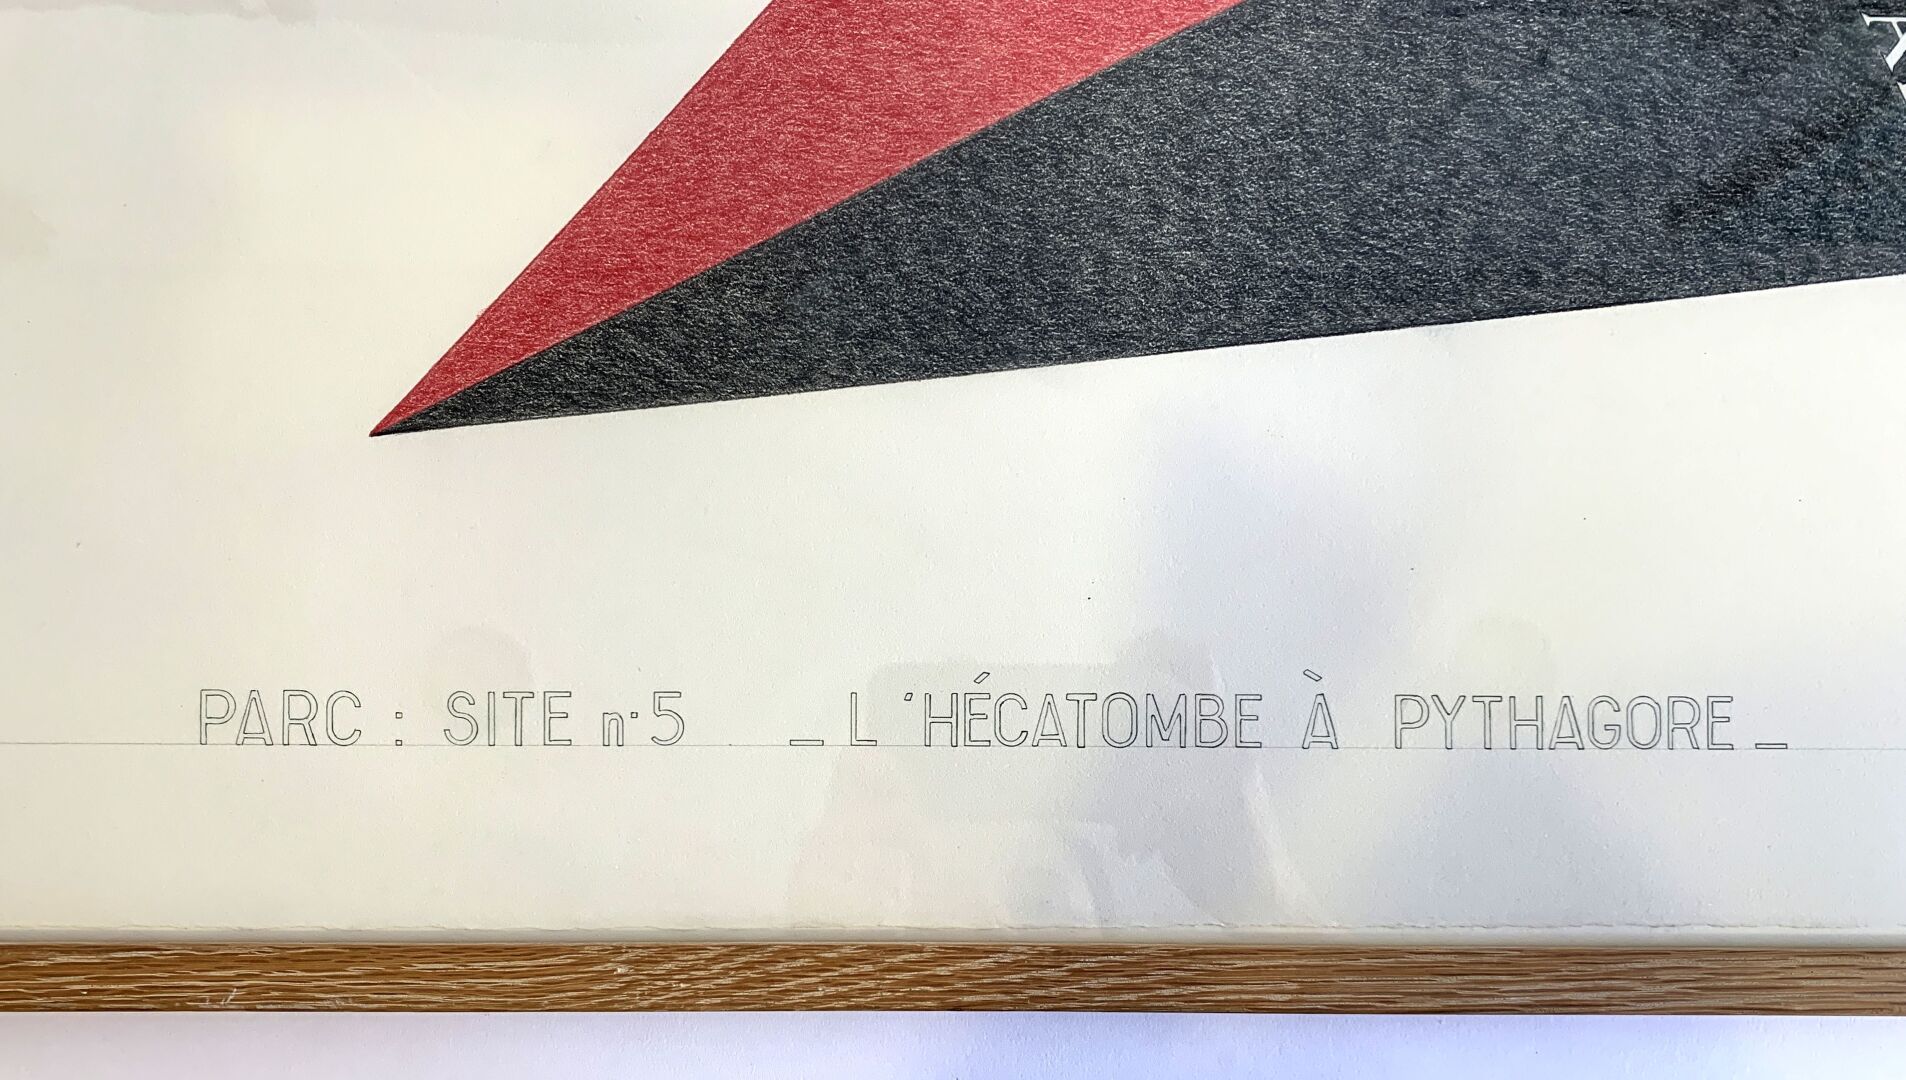 PARC : SITE n·5 _ L'HÉCATOMBE À PYTHAGORE _